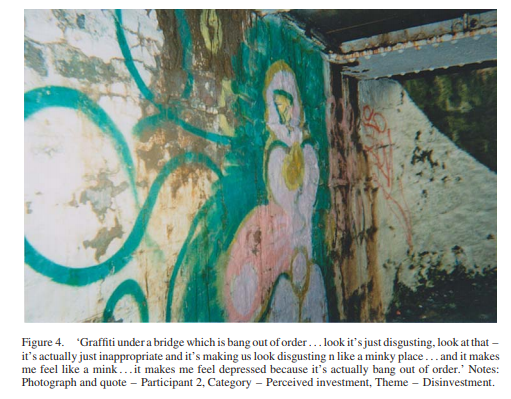 Figure 4. 'Graffiti under a bridge which is bang out of order . . . look it's just disgusting, look at that –
it's actually just inappropriate and it's making us look disgusting n like a minky place . . . and it makes
me feel like a mink . . . it makes me feel depressed because it's actually bang out of order.' Notes:
Photograph and quote – Participant 2, Category – Perceived investment, Theme – Disinvestment.